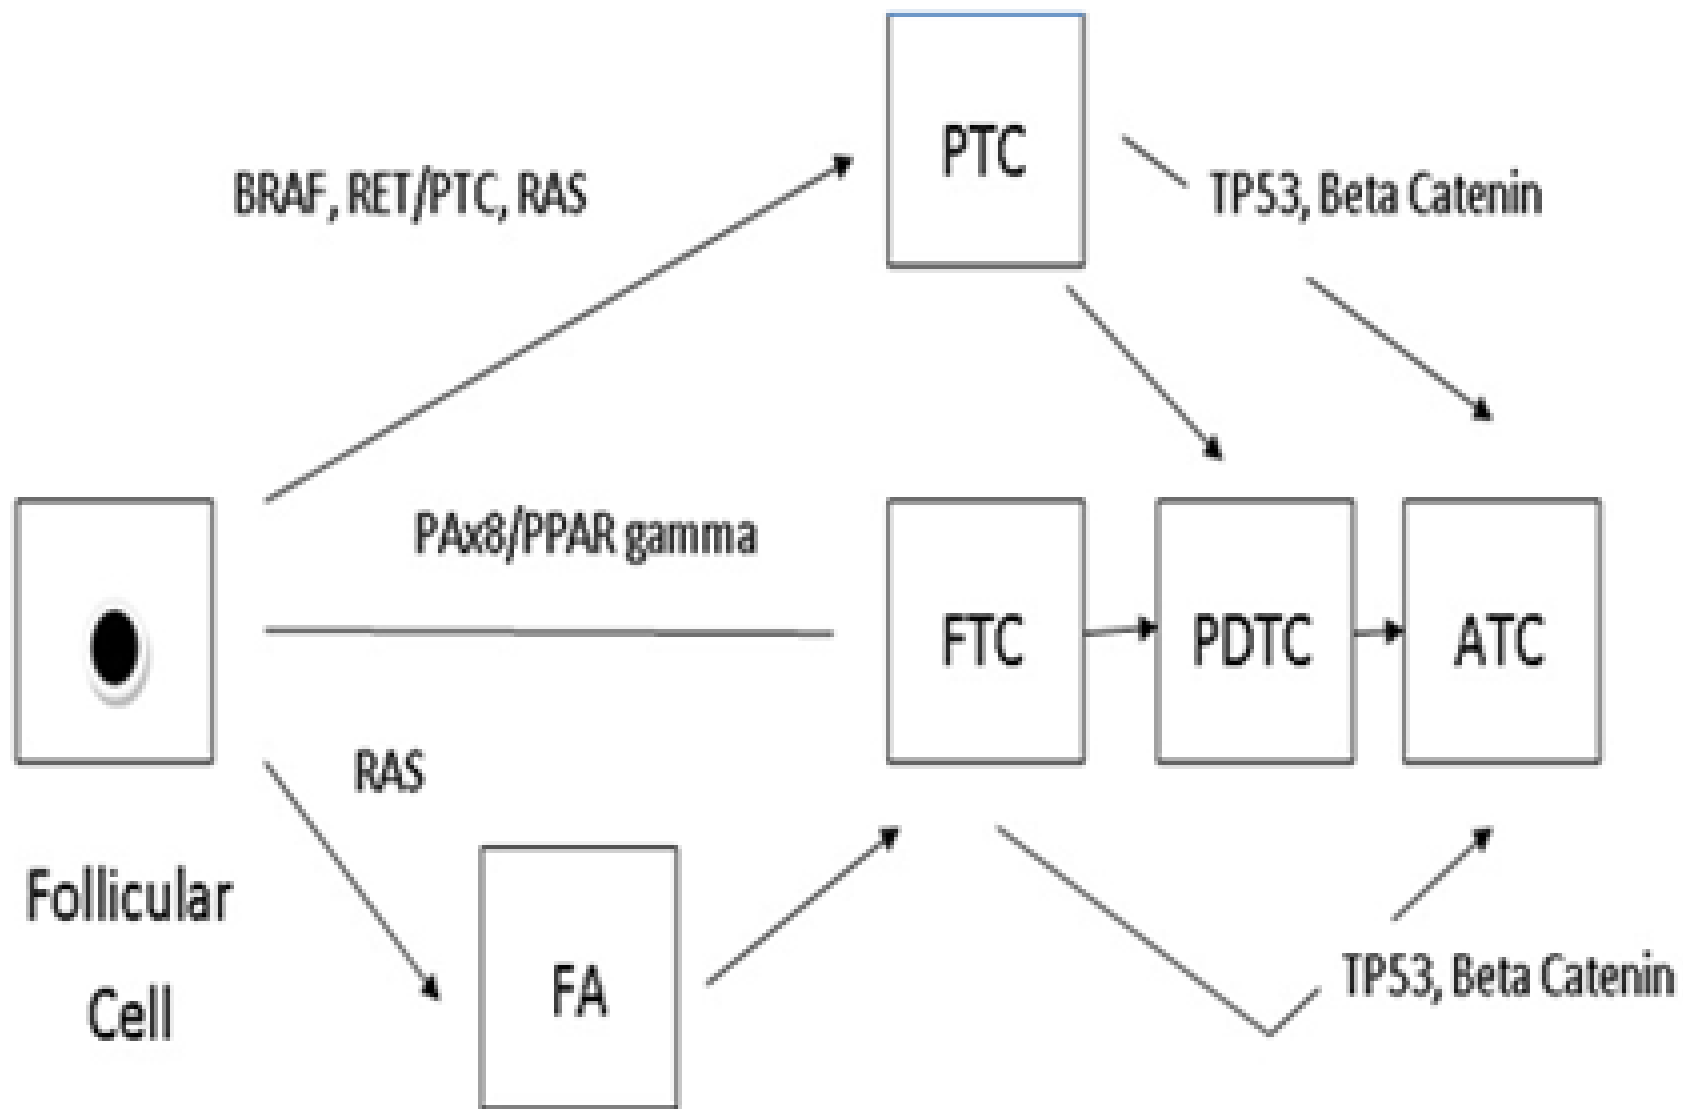 PTC
BRAF, RET/PTC, RAS
TP53, Beta Catenin
PAx8/PPAR gamma
FTC
PDTC
ATC
RAS
Follicular
Cell
FA
TP53, Beta Catenin